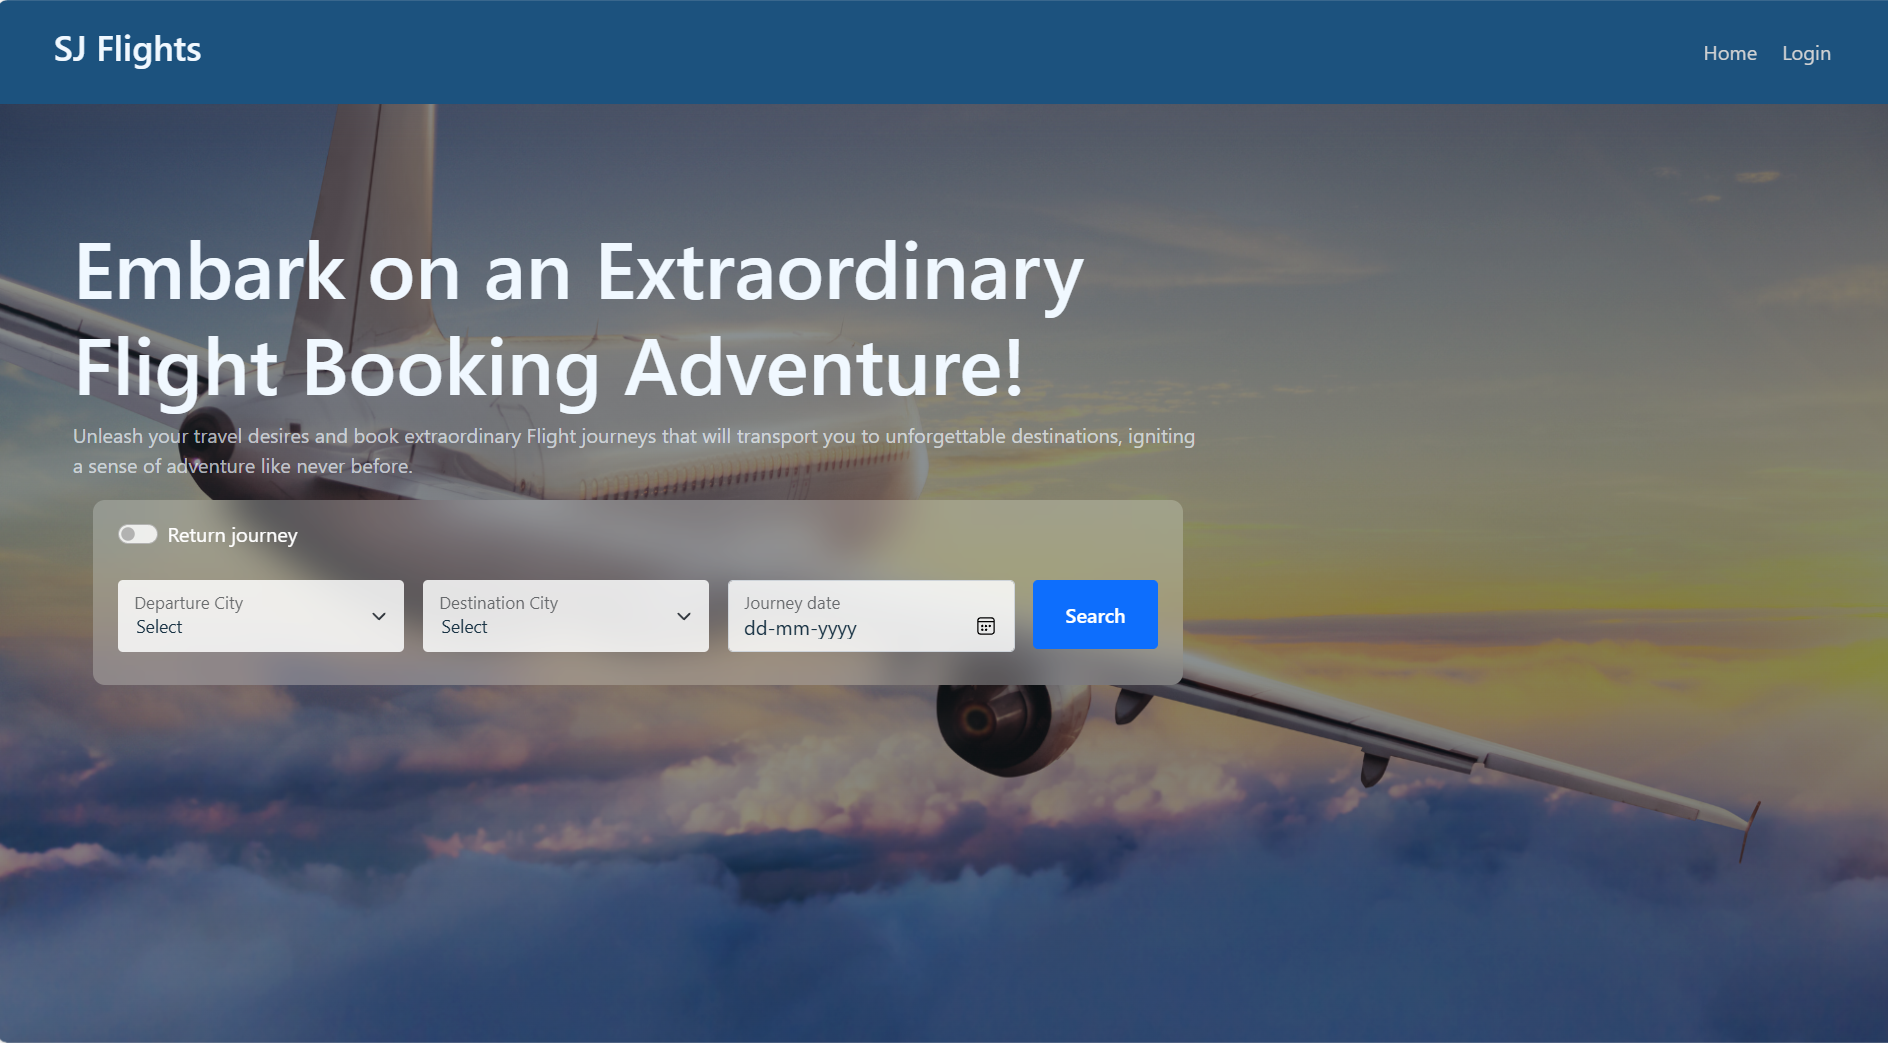 SJ Flights
Home Login
Embark on an Extraordinary
Flight Booking Adventure!
Unleash your travel desires and book extraordinary Flight journeys that will transport you to unforgettable destinations, igniting
a sense of adventure like never before.
Return journey
Departure City
Select
Destination City
Select
Journey date
dd-mm-yyyy
Search